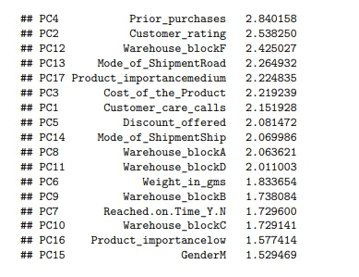 ## PC4 Prior_purchases 2.840158
## PC2 Customer_rating 2.538250
## PC12 Warehouse_blockF 2.425027
## PC13 Mode_of_ShipmentRoad 2.264932
## PC17 Product_importancemedium 2.224835
## PC3 Cost_of_the_Product 2.219239
## PC1 Customer_care_calls 2.151928
## PC5 Discount_offered 2.081472
## PC14 Mode_of_ShipmentShip 2.069986
## PC8 Warehouse_blockA 2.063621
## PC11 Warehouse_blockD 2.011003
## PC6 Weight_in_gms 1.833654
## PC9 Warehouse_blockB 1.738084
## PC7 Reached.on.Time_Y.N 1.729600
## PC10 Warehouse_blockC 1.729141
## PC16 Product_importancelow 1.577414
## PC15 GenderM 1.529469